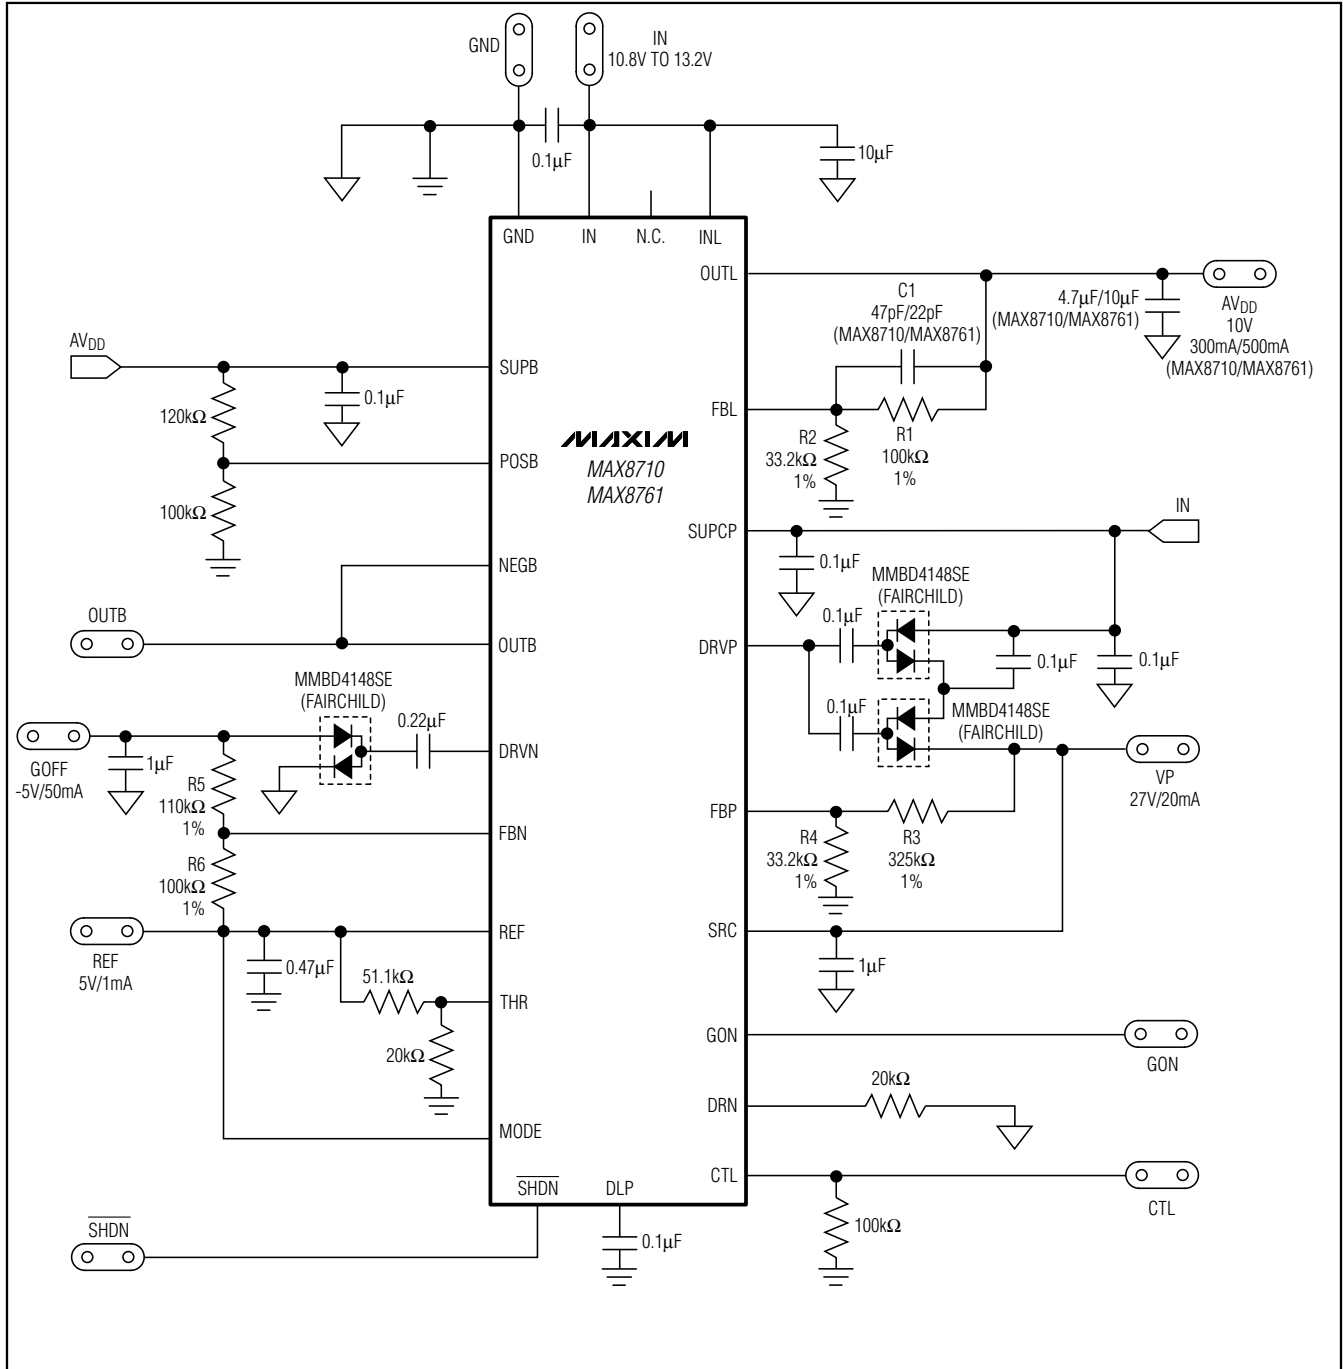 GND
IN
10.8V TO 13.2V
0.1µF
10µF
GND
IN
N.C.
INL
OUTL
C1
47pF/22pF
(MAX8710/MAX8761)
4.7µF/10µF
(MAX8710/MAX8761)
AVDD
10V
300mA/500mA
(MAX8710/MAX8761)
AVDD
SUPB
0.1µF
120kΩ
FBL
R2
33.2kΩ
1%
R1
100kΩ
1%
MAXIM
MAX8710
MAX8761
POSB
100kΩ
SUPCP
IN
0.1µF
NEGB
MMBD4148SE
(FAIRCHILD)
OUTB
OUTB
DRVP
0.1µF
0.1µF
0.1µF
MMBD4148SE
(FAIRCHILD)
0.22µF
0.1µF
MMBD4148SE
(FAIRCHILD)
GOFF
-5V/50mA
1µF
DRVN
VP
27V/20mA
R5
110kΩ
1%
FBN
FBP
R4
33.2kΩ
1%
R3
325kΩ
1%
R6
100kΩ
1%
REF
5V/1mA
REF
SRC
0.47µF
1µF
51.1kΩ
THR
20kΩ
GON
GON
DRN
20kΩ
MODE
CTL
CTL
100kΩ
SHDN
DLP
SHDN
0.1µF